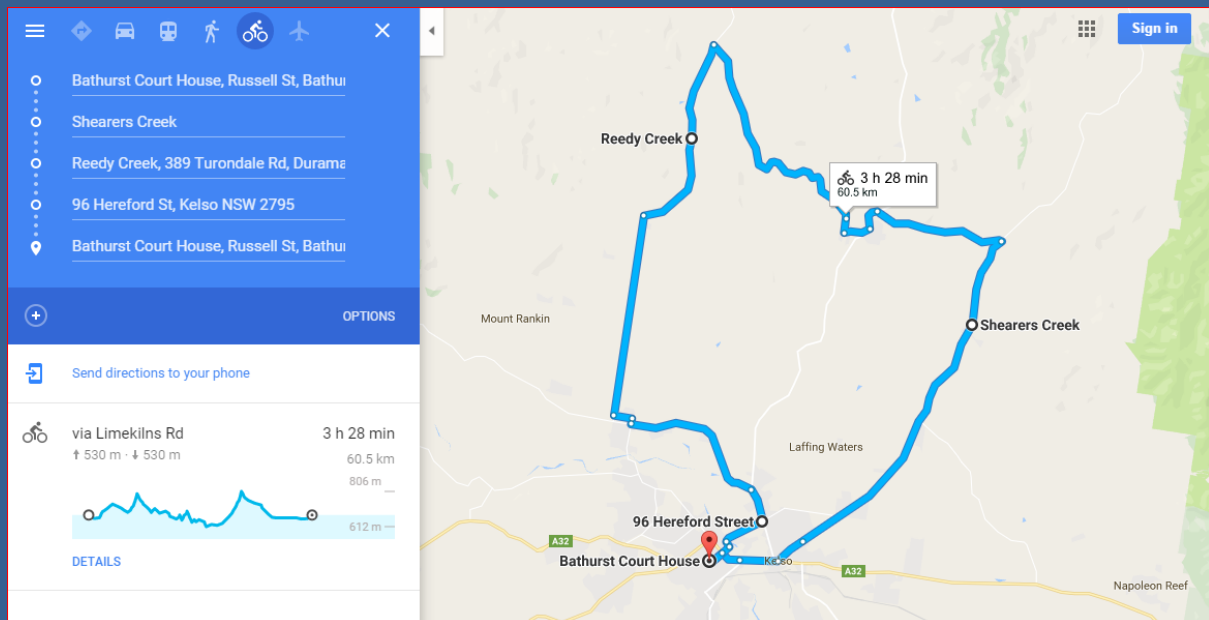 Bathurst Court House, Russell St, Bathur
Shearers Creek
Reedy Creek, 389 Turondale Rd, Durama
96 Hereford St, Kelso NSW 2795
Bathurst Court House, Russell St, Bathur
OPTIONS
Send directions to your phone
via Limekilns Rd
3 h 28 min
530 m · 530 m
60.5 km
806 m
612 m
DETAILS
Sign in
Reedy Creek
3 h 28 min
60.5 km
Mount Rankin
Shearers Creek
Laffing Waters
96 Hereford Street
A32
Bathurst Court House
Kelso
A32
Napoleon Reef